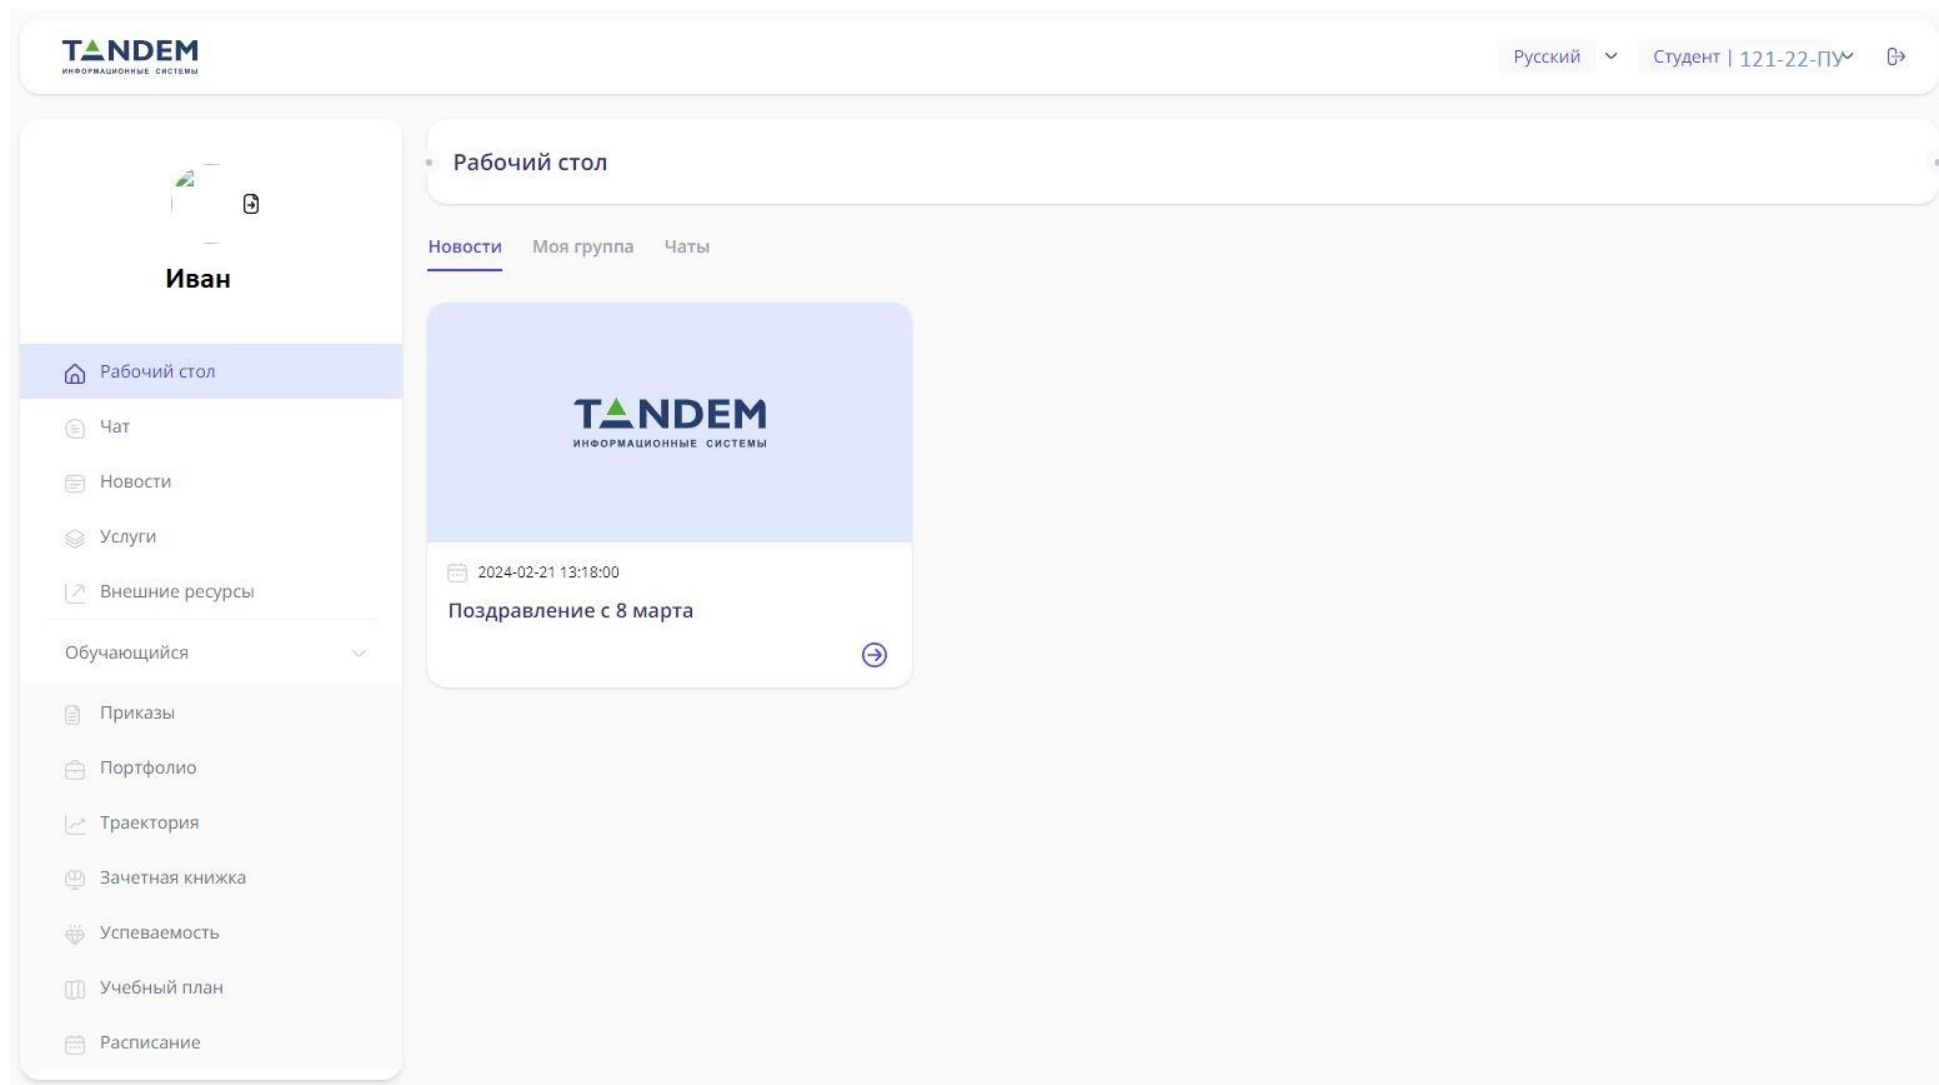 TANDEM
ИНФОРМАЦИОННЫЕ СИСТЕМЫ
Русский
Студент | 121-22-ПУ
Иван
Рабочий стол
Чат
Новости
Услуги
Внешние ресурсы
Обучающийся
Приказы
Портфолио
Траектория
Зачетная книжка
Успеваемость
Учебный план
Расписание
Рабочий стол
Новости Моя группа Чаты
TANDEM
ИНФОРМАЦИОННЫЕ СИСТЕМЫ
2024-02-21 13:18:00
Поздравление с 8 марта